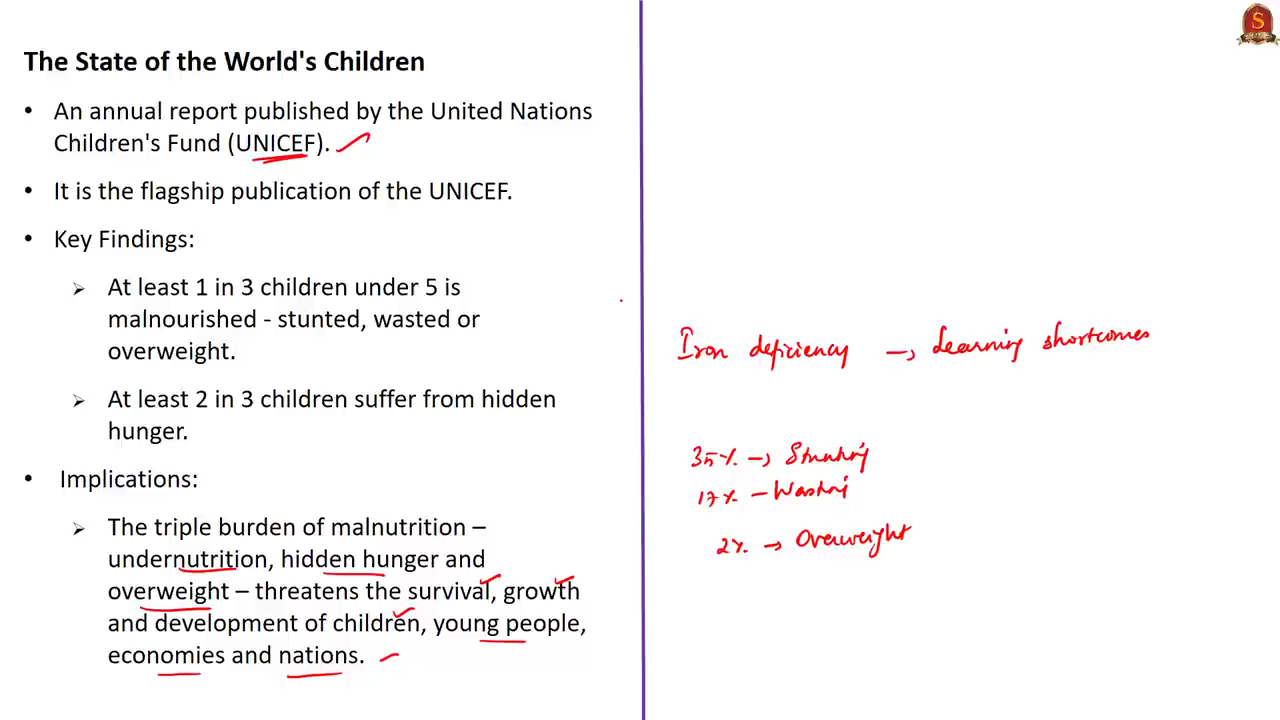 The State of the World's Children
• An annual report published by the United Nations
Children's Fund (UNICEF).
• It is the flagship publication of the UNICEF.
• Key Findings:
➢ At least 1 in 3 children under 5 is
malnourished - stunted, wasted or
overweight.
➢ At least 2 in 3 children suffer from hidden
hunger.
• Implications:
➢ The triple burden of malnutrition –
undernutrition, hidden hunger and
overweight – threatens the survival, growth
and development of children, young people,
economies and nations.
S
Iron deficiency → Learning shortcomes
35% → Stunting
17% – Wasting
2% → Overweight